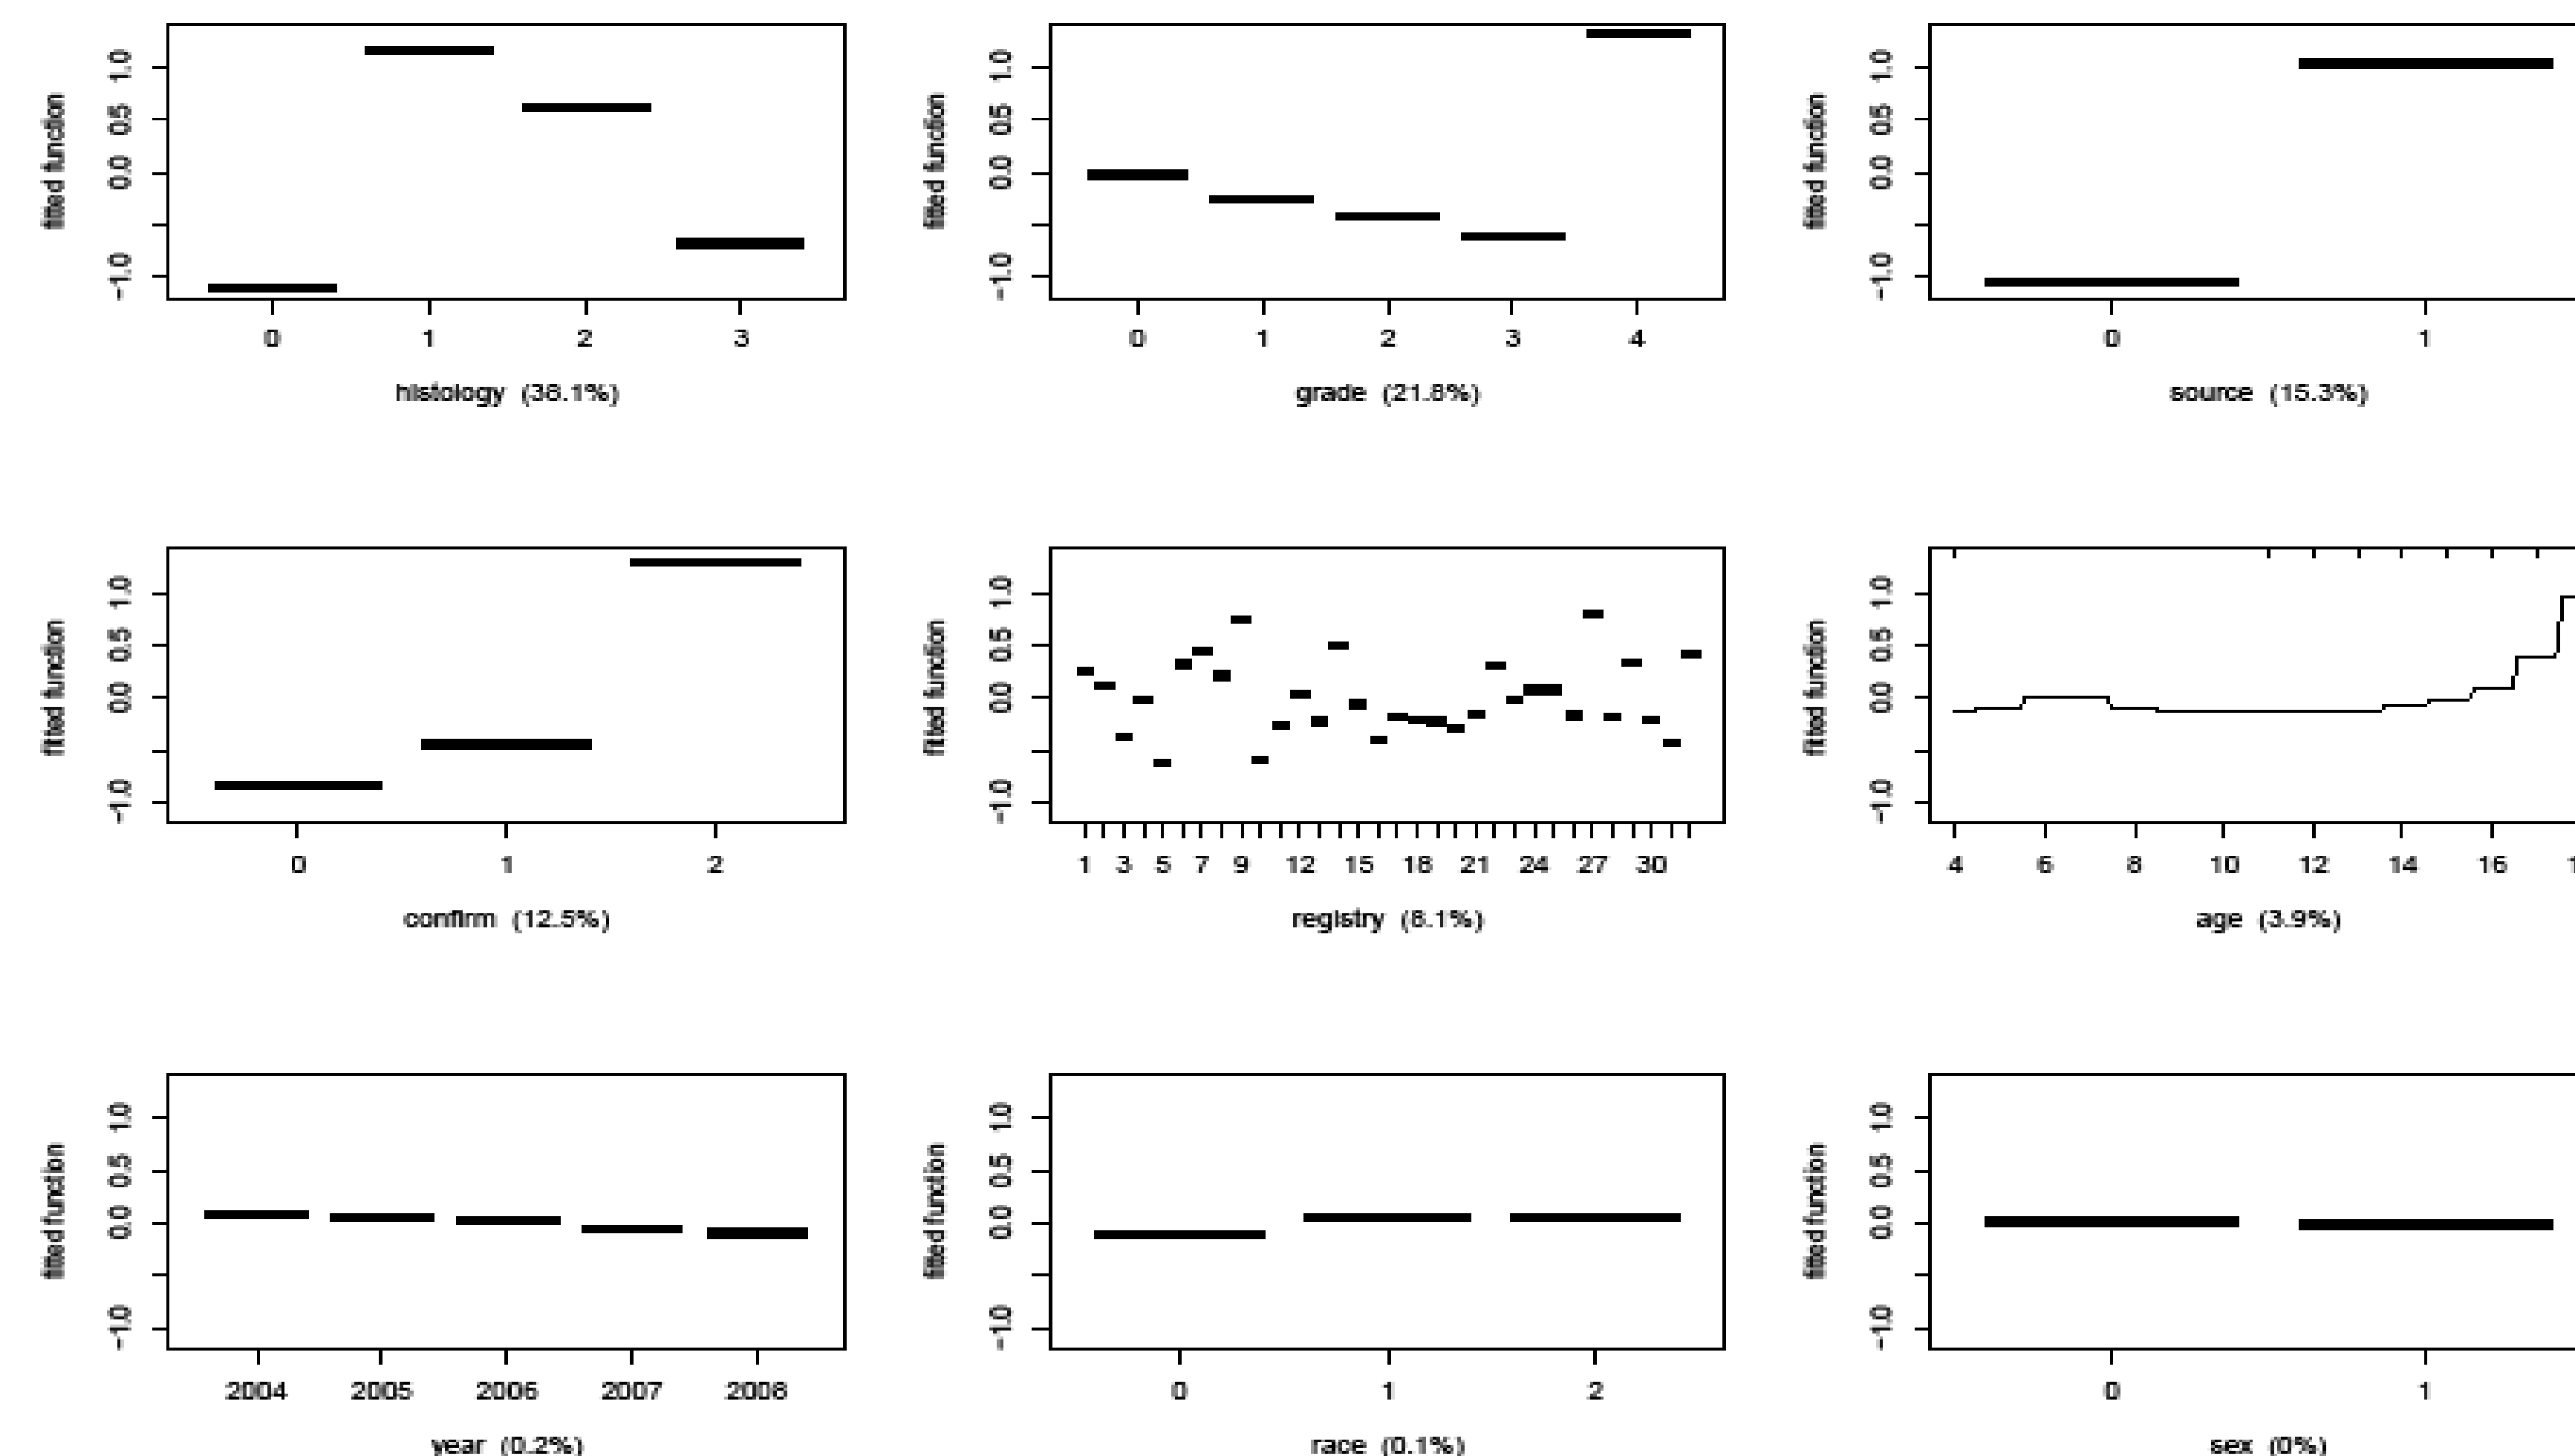 fitted function
-1.0 0.0 0.5 1.0
0 1 2 3
histology (38.1%)
fitted function
-1.0 0.0 0.5 1.0
0 1 2 3 4
grade (21.8%)
fitted function
-1.0 0.0 0.5 1.0
0 1
source (15.3%)
fitted function
-1.0 0.0 0.5 1.0
0 1 2
confirm (12.5%)
fitted function
-1.0 0.0 0.5 1.0
1 3 5 7 9 12 15 18 21 24 27 30
registry (8.1%)
fitted function
-1.0 0.0 0.5 1.0
4 6 8 10 12 14 16
age (3.9%)
fitted function
-1.0 0.0 0.5 1.0
2004 2005 2006 2007 2008
year (0.2%)
fitted function
-1.0 0.0 0.5 1.0
0 1 2
race (0.1%)
fitted function
-1.0 0.0 0.5 1.0
0 1
sex (0%)